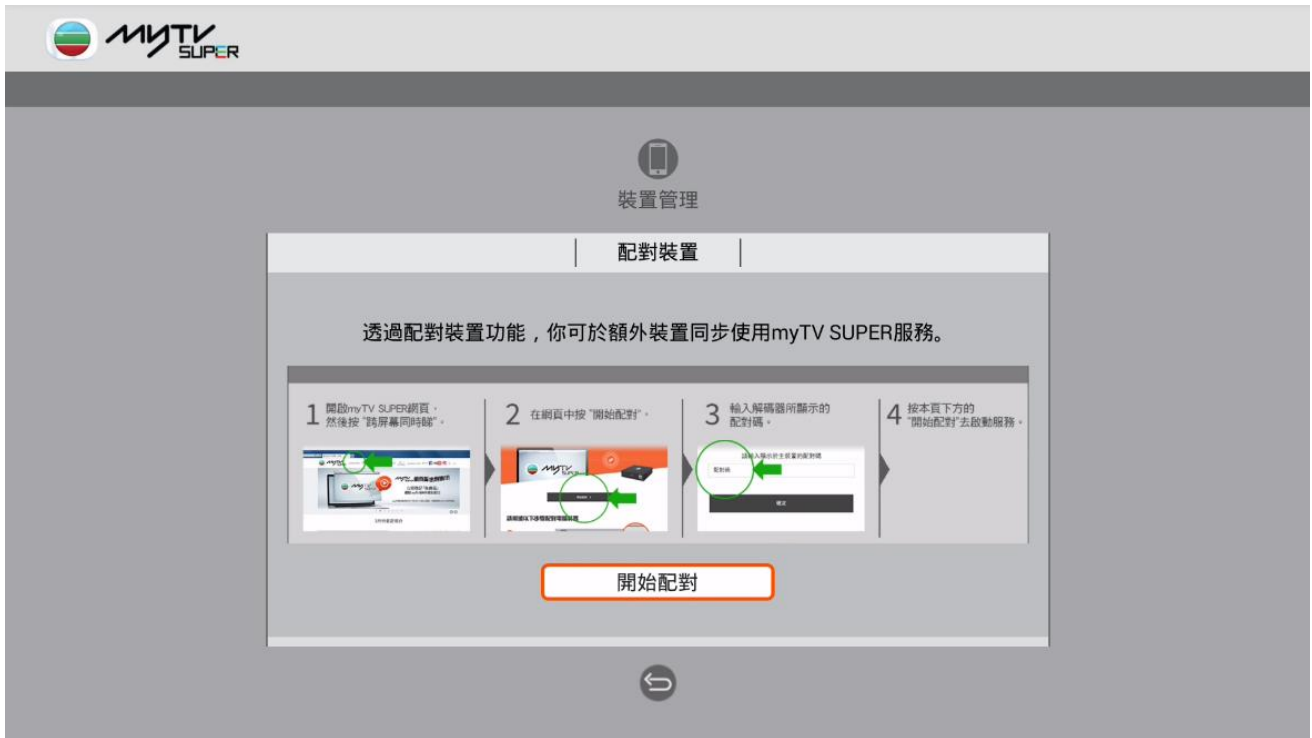 myTV
SUPER
裝置管理
配對裝置
透過配對裝置功能，你可於額外裝置同步使用myTV SUPER服務。
1 開啟myTV SUPER網頁，
然後按 "跨屏幕同時睇"。
2 在網頁中按 "開始配對"。
3 輸入解碼器所顯示的
配對碼。
4 按本頁下方的
"開始配對"去啟動服務。
配對碼
確定
開始配對